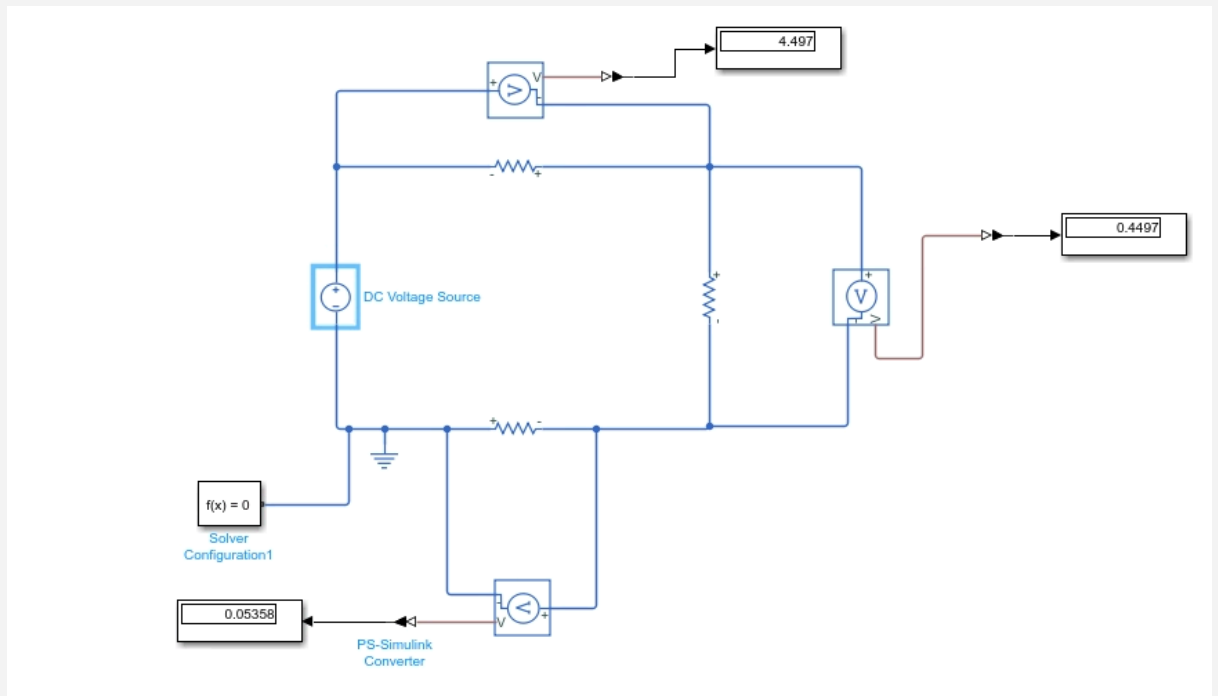 4.497
+
V
-
-
+
0.4497
+
-
DC Voltage Source
+
-
+
V
-
V
+
-
f(x) = 0
Solver
Configuration1
0.05358
-
V
+
V
PS-Simulink
Converter